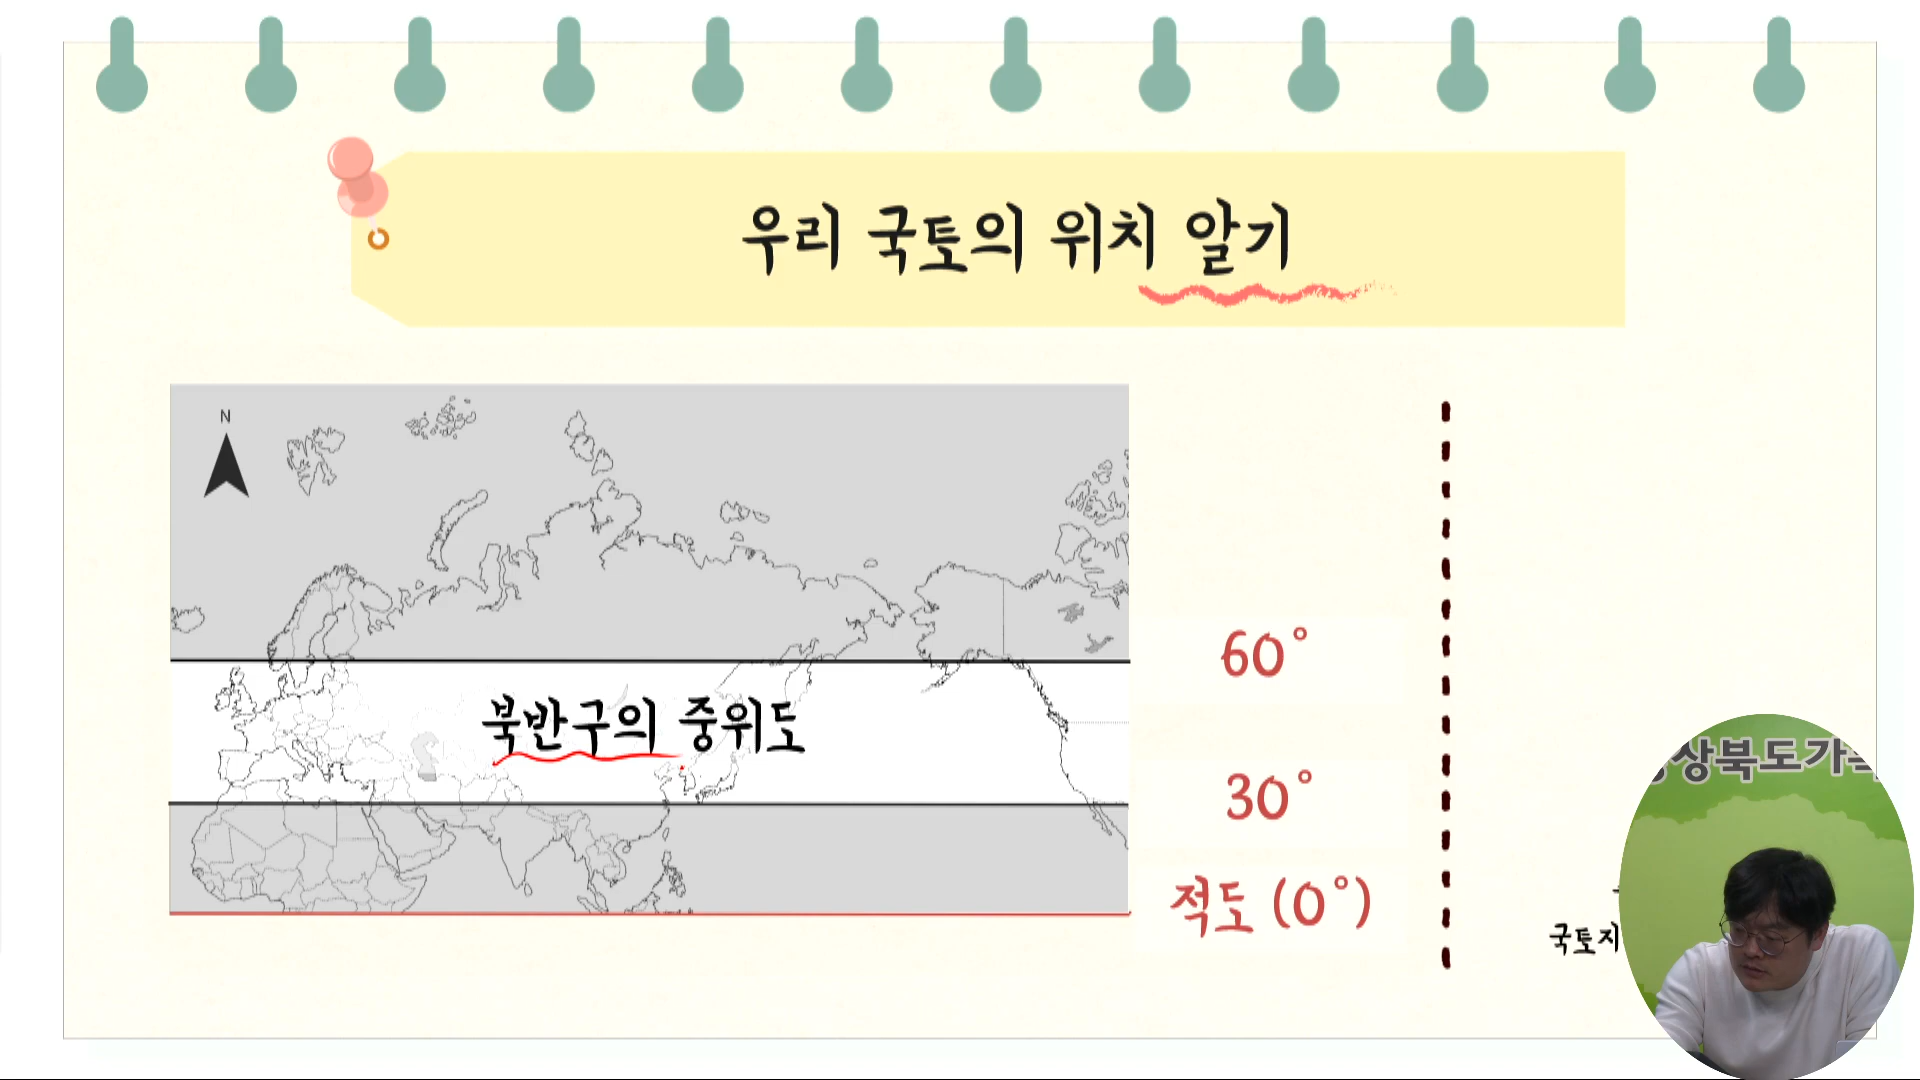 우리 국토의 위치 알기
N
60°
북반구의 중위도
30°
적도 (0°)
상북도가
국토지